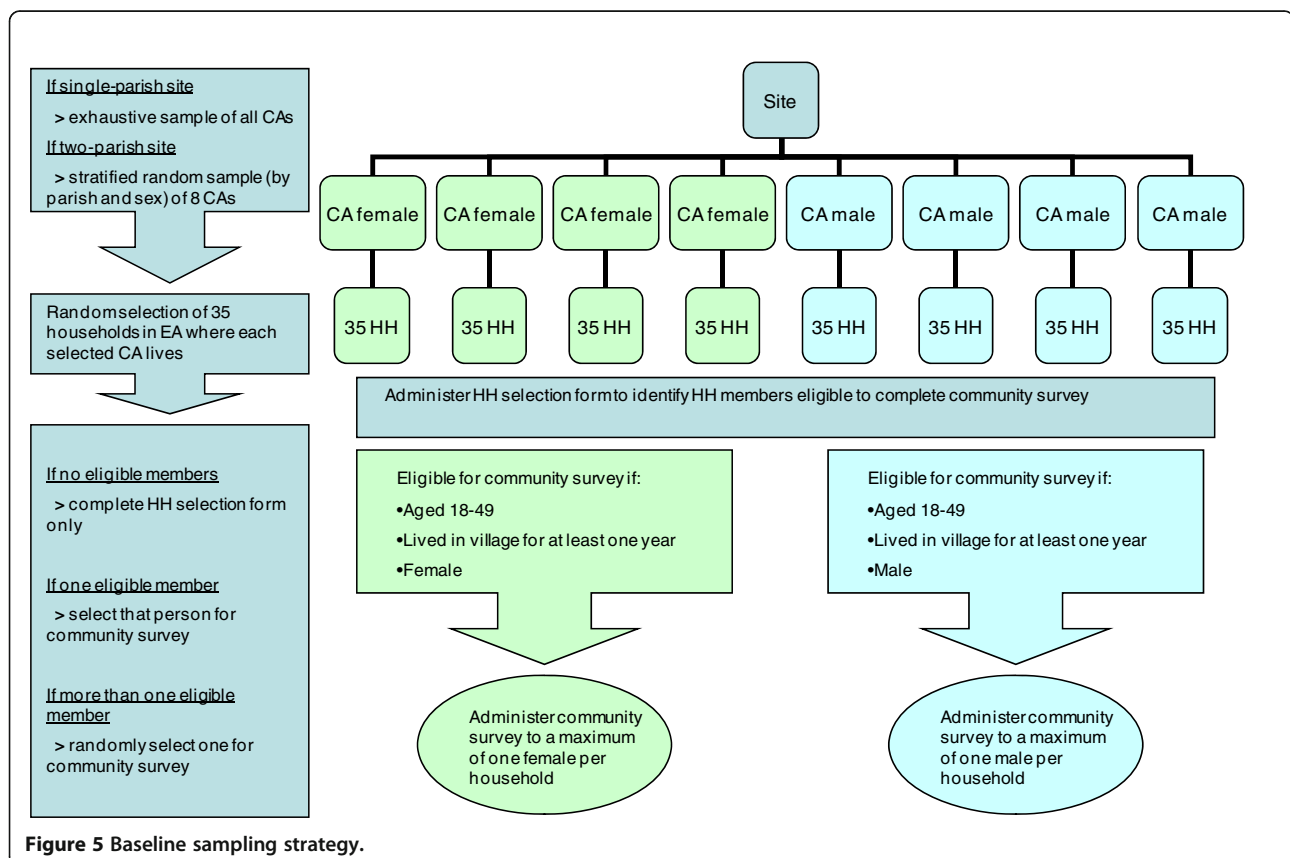 If single-parish site
> exhaustive sample of all CAs
If two-parish site
> stratified random sample (by
parish and sex) of 8 CAs
Random selection of 35
households in EA where each
selected CA lives
If no eligible members
> complete HH selection form
only
If one eligible member
> select that person for
community survey
If more than one eligible
member
> randomly select one for
community survey
Site
CA female
CA female
CA female
CA female
CA male
CA male
CA male
CA male
35 HH
35 HH
35 HH
35 HH
35 HH
35 HH
35 HH
35 HH
Administer HH selection form to identify HH members eligible to complete community survey
Eligible for community survey if:
•Aged 18-49
•Lived in village for at least one year
•Female
Eligible for community survey if:
•Aged 18-49
•Lived in village for at least one year
•Male
Administer community
survey to a maximum
of one female per
household
Administer community
survey to a maximum
of one male per
household
Figure 5 Baseline sampling strategy.